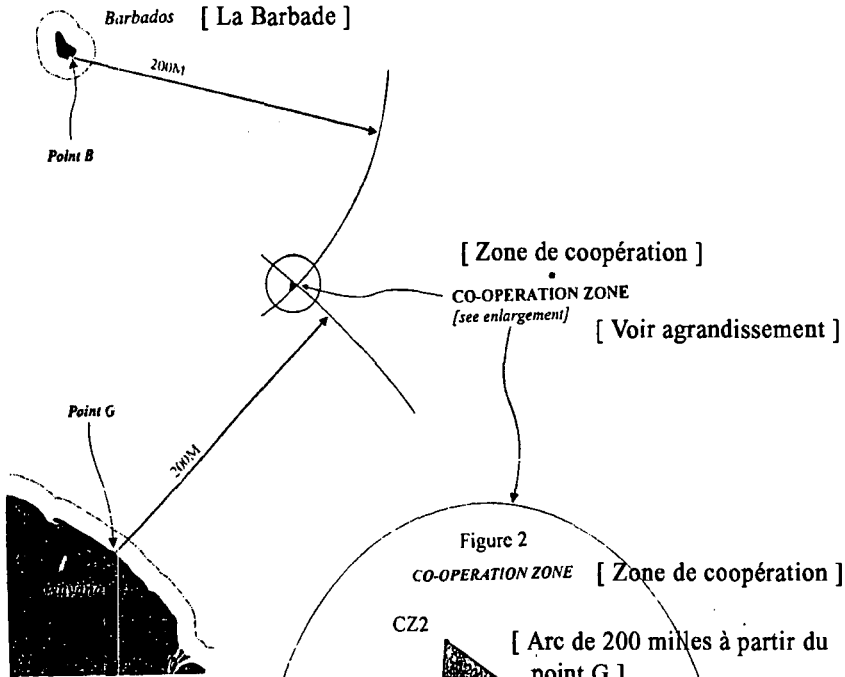 Barbados [ La Barbade ]
200M
Point B
[ Zone de coopération ]
CO-OPERATION ZONE
[see enlargement]
[ Voir agrandissement ]
Point G
200M
Guyana
Figure 2
CO-OPERATION ZONE [ Zone de coopération ]
CZ2
[ Arc de 200 milles à partir du
point G ]